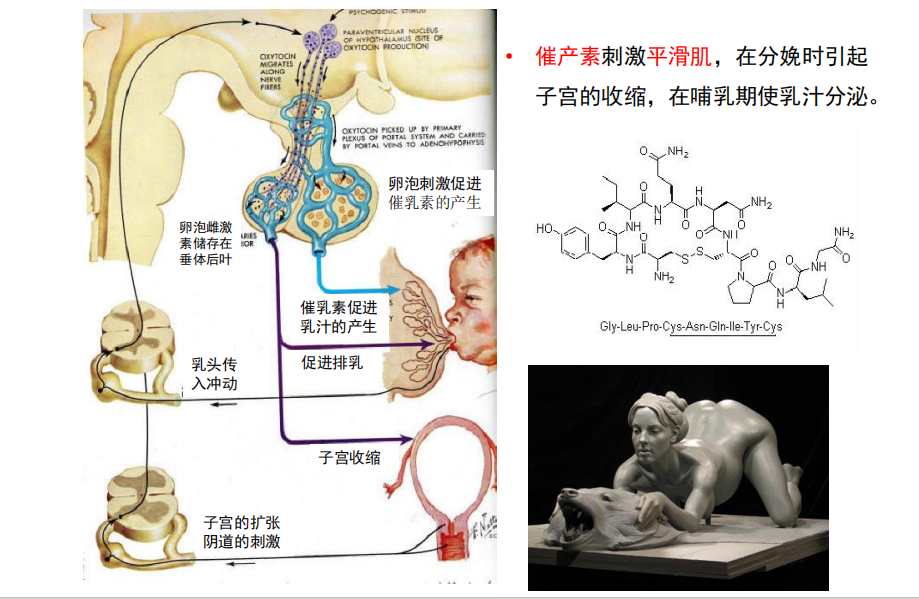 PSYCHOGENIC STIMULI
PARAVENTRICULAR NUCLEUS
OF HYPOTHALAMUS (SITE OF
OXYTOCIN PRODUCTION)
OXYTOCIN
MIGRATES
ALONG
NERVE
FIBERS
OXYTOCIN PICKED UP BY PRIMARY
PLEXUS OF PORTAL SYSTEM AND CARRIED
BY PORTAL VEINS TO ADENOHYPOPHYSIS
卵泡刺激促进
催乳素的产生
卵泡雌激
素储存在
垂体后叶
ARIES
IOR
催乳素促进
乳汁的产生
促进排乳
乳头传
入冲动
子宫收缩
子宫的扩张
阴道的刺激
• 催产素刺激平滑肌，在分娩时引起
子宫的收缩，在哺乳期使乳汁分泌。
O NH₂
O
O
H
N
N
H
O
O
NH₂
NH
O
NH
HO
NH
O
S
S
NH₂
O
N
O
N
H
O
NH
O
NH₂
Gly-Leu-Pro-Cys-Asn-Gln-Ile-Tyr-Cys